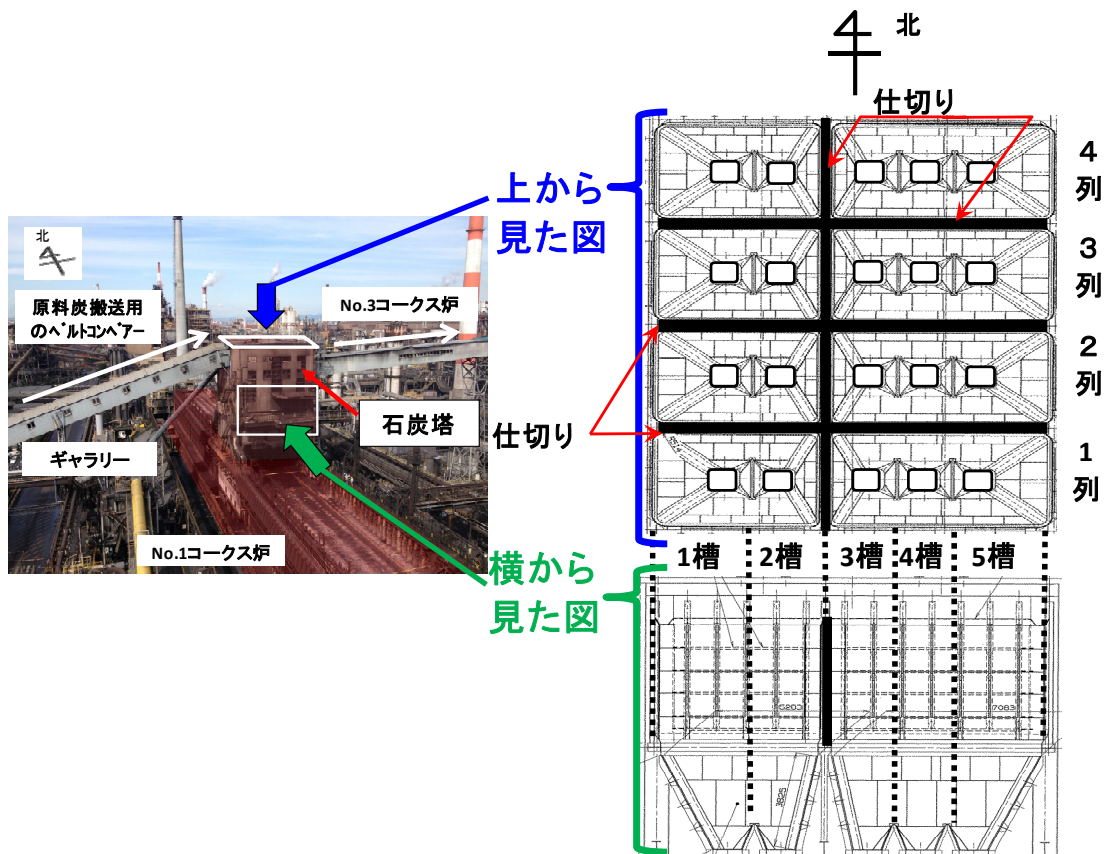 北
仕切り
4
列
上から
見た図
3
列
北
原料炭搬送用
のベルトコンベアー
No.3コークス炉
2
列
石炭塔
仕切り
ギャラリー
1
列
No.1コークス炉
1槽
2槽
3槽
4槽
5槽
横から
見た図
5203
7083
3825